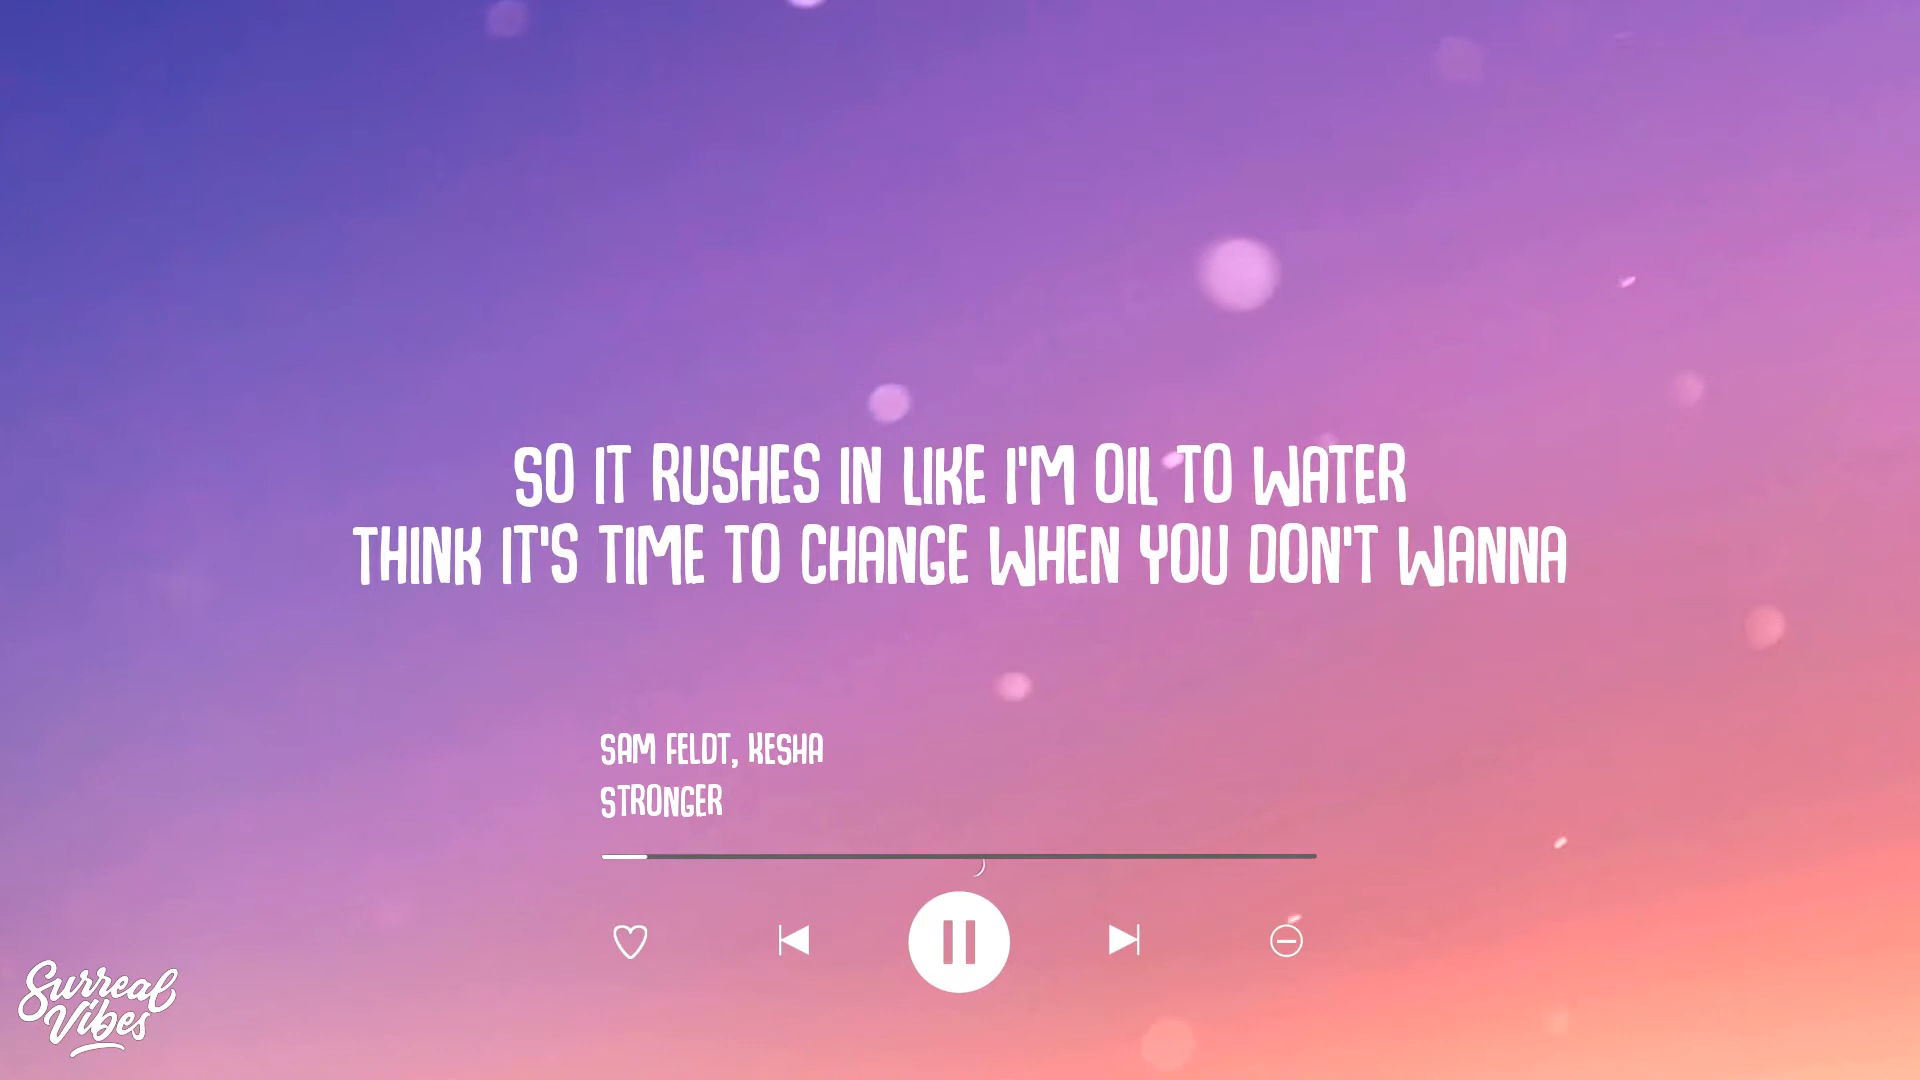 SO IT RUSHES IN LIKE I'M OIL TO WATER
THINK IT'S TIME TO CHANGE WHEN YOU DON'T WANNA
SAM FELDT, KESHA
STRONGER
Surreal
Vibes